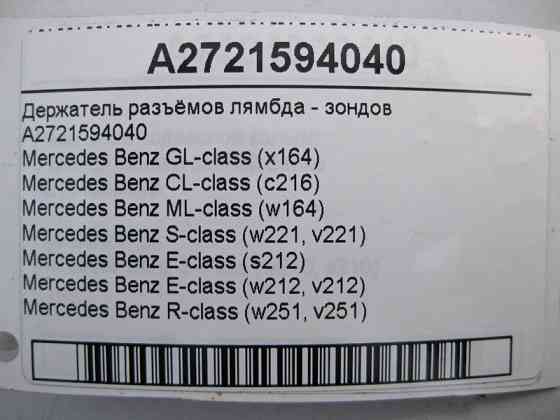 A2721594040
Держатель разъёмов лямбда - зондов
A2721594040
Mercedes Benz GL-class (x164)
Mercedes Benz CL-class (c216)
Mercedes Benz ML-class (w164)
Mercedes Benz S-class (w221, v221)
Mercedes Benz E-class (s212)
Mercedes Benz E-class (w212, v212)
Mercedes Benz R-class (w251, v251)